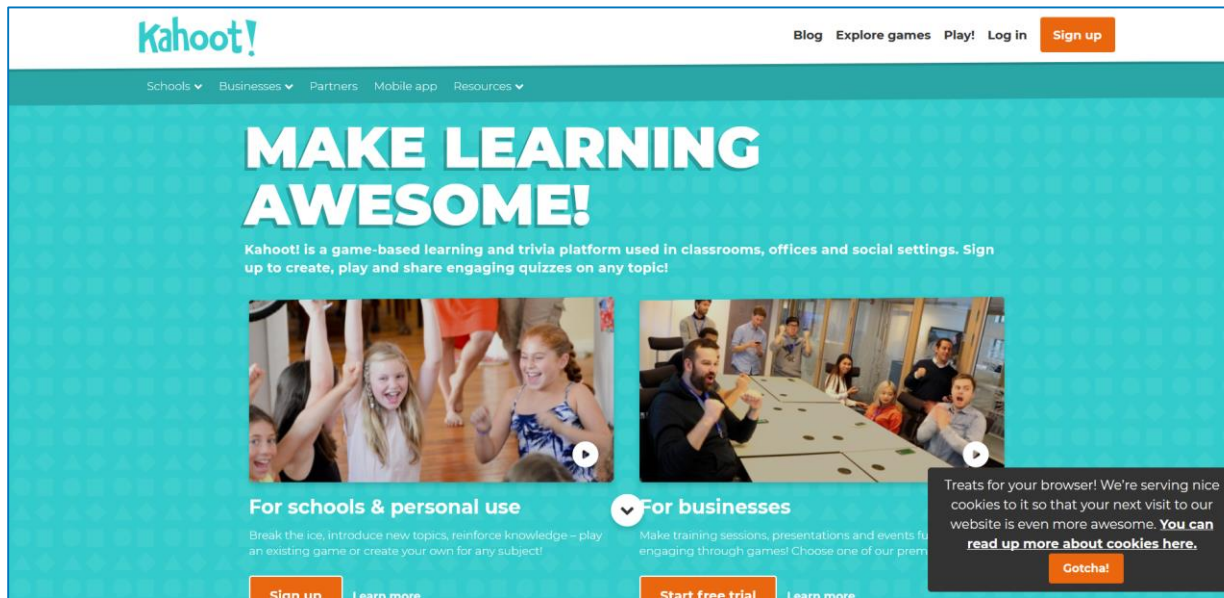 Kahoot!
Blog Explore games Play! Log in Sign up
Schools Businesses Partners Mobile app Resources
MAKE LEARNING
AWESOME!
Kahoot! is a game-based learning and trivia platform used in classrooms, offices and social settings. Sign
up to create, play and share engaging quizzes on any topic!
For schools & personal use
Break the ice, introduce new topics, reinforce knowledge – play
an existing game or create your own for any subject!
Sign up Learn more
For businesses
Make training sessions, presentations and events
engaging through games! Choose one of our
Start free trial Learn more
Treats for your browser! We're serving nice
cookies to it so that your next visit to our
website is even more awesome. You can
read up more about cookies here.
Gotcha!